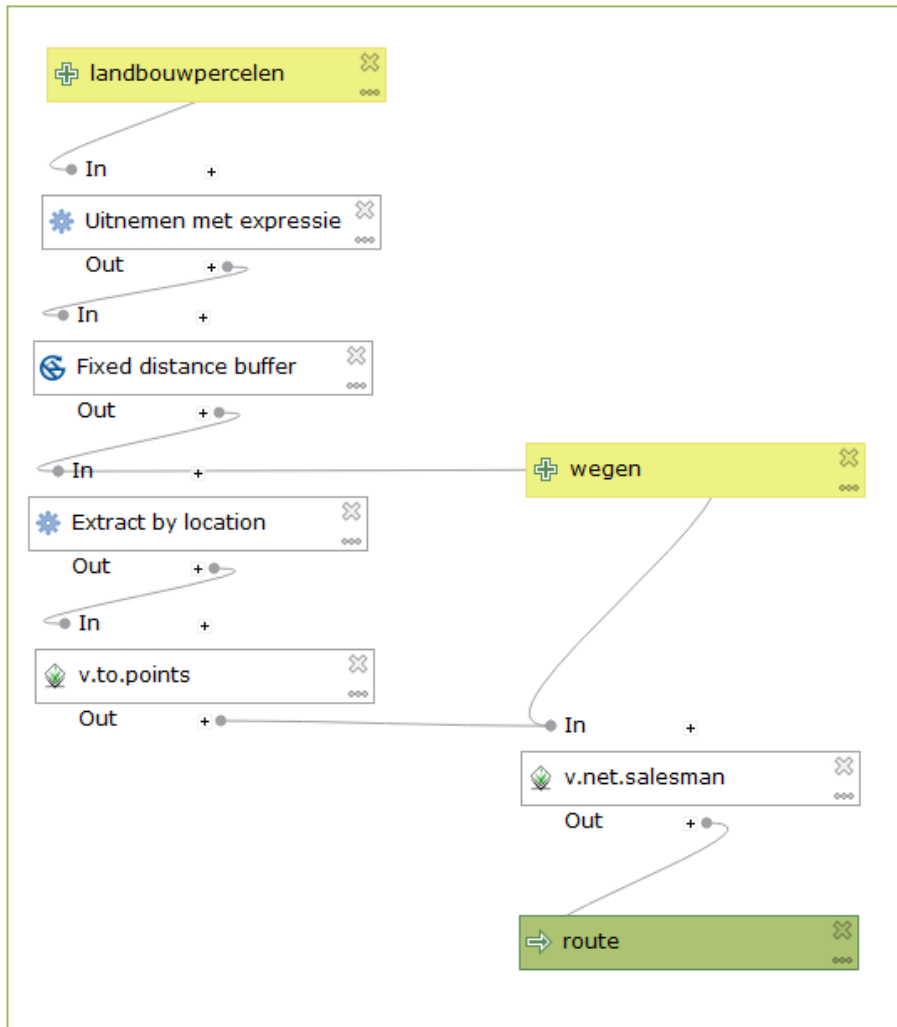 landbouwpercelen
In
Uitnemen met expressie
Out
In
Fixed distance buffer
Out
In
wegen
Extract by location
Out
In
v.to.points
Out
In
v.net.salesman
Out
route